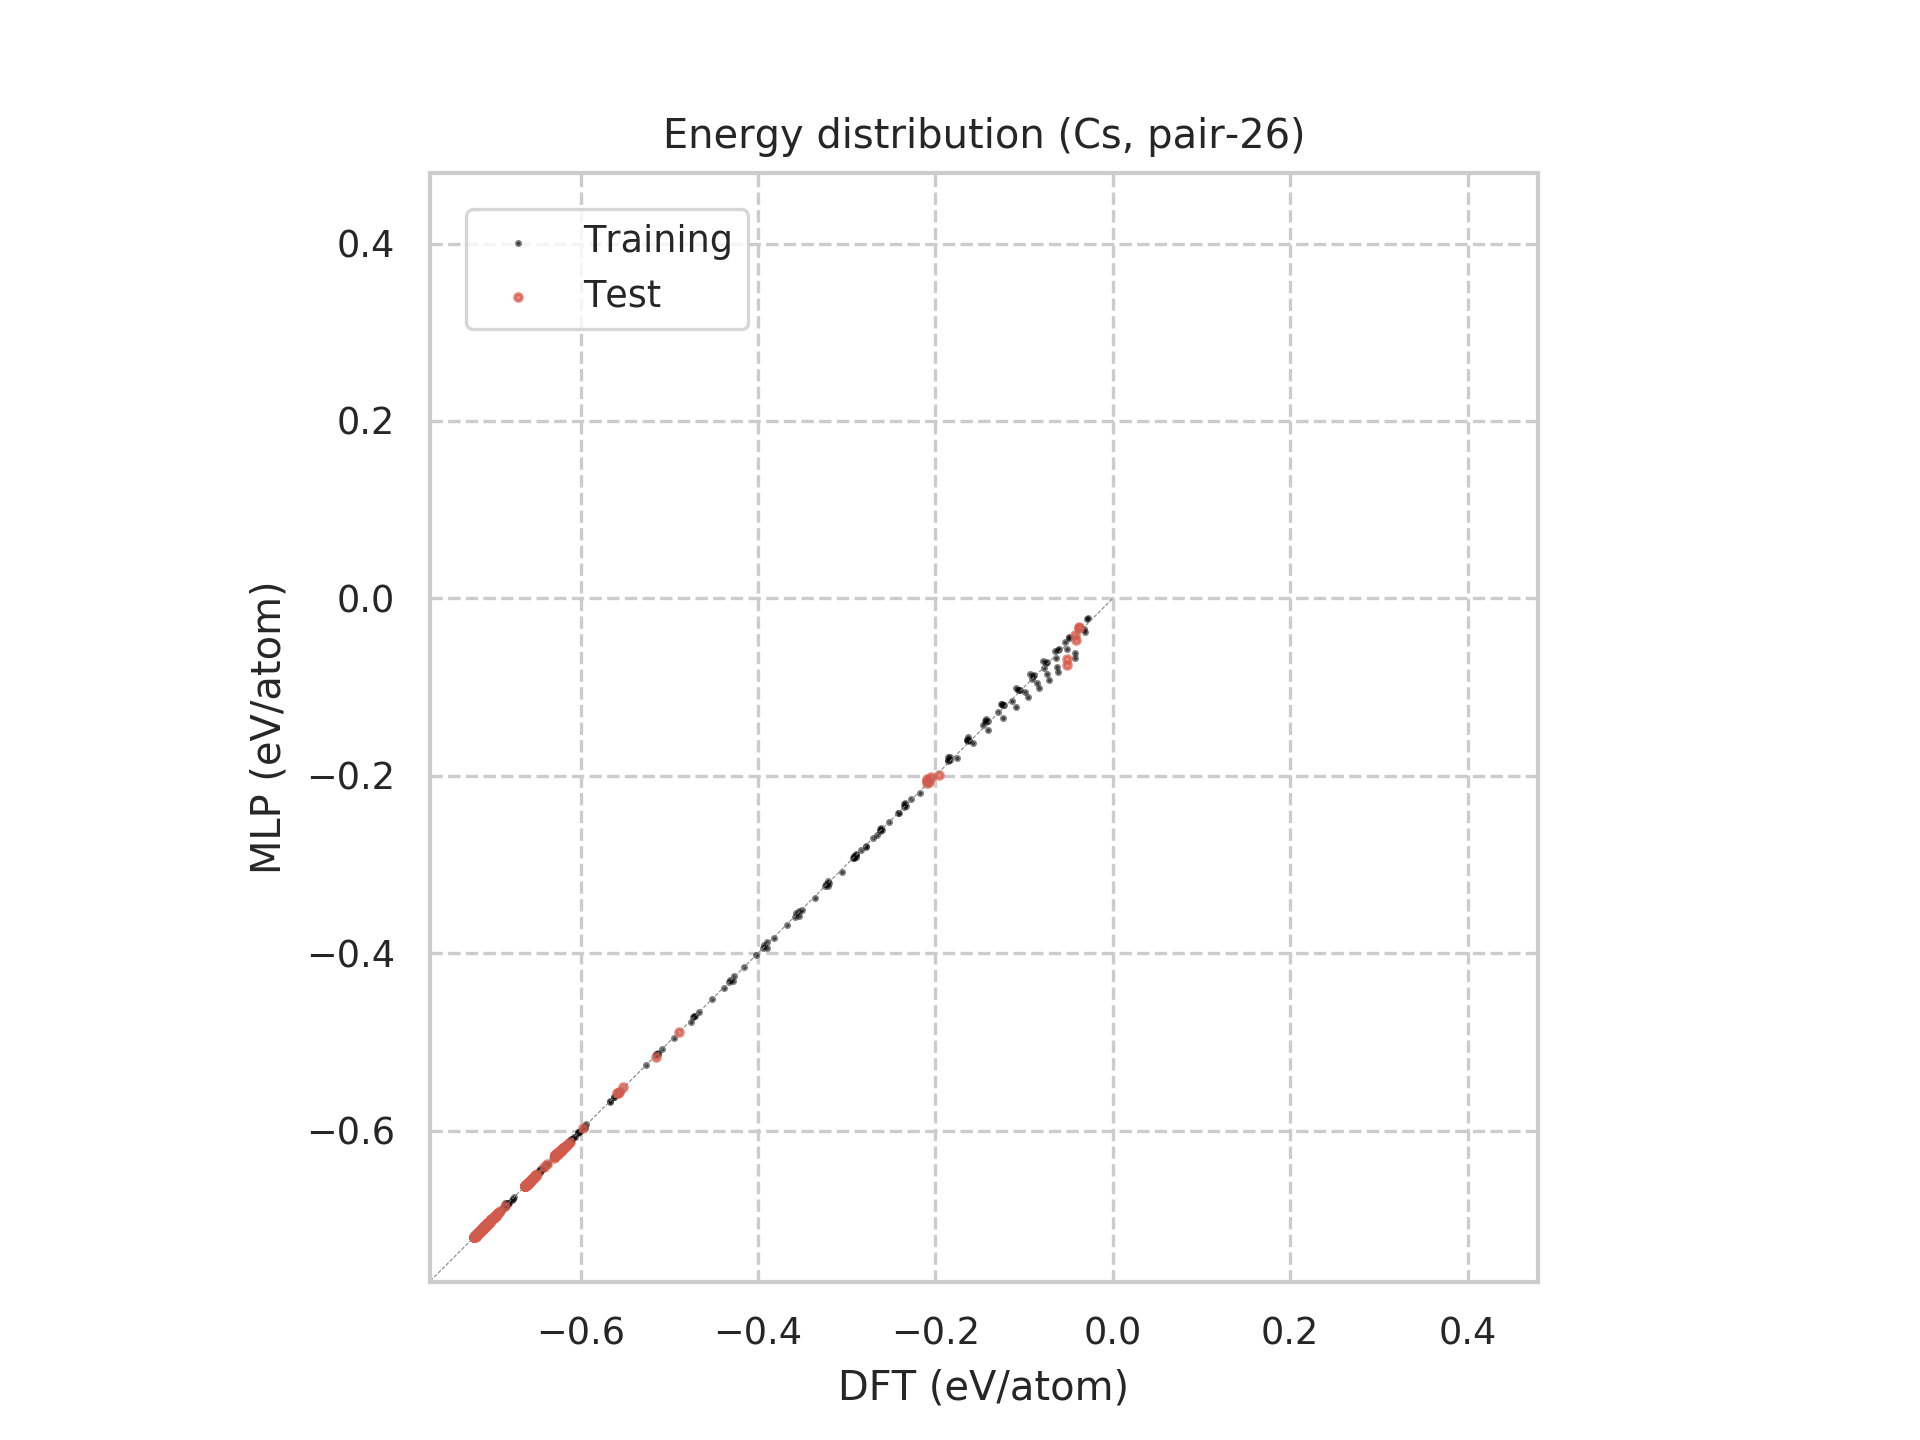 Energy distribution (Cs, pair-26)
Training
Test
0.4
0.2
0.0
−0.2
−0.4
−0.6
MLP (eV/atom)
−0.6 −0.4 −0.2 0.0 0.2 0.4
DFT (eV/atom)